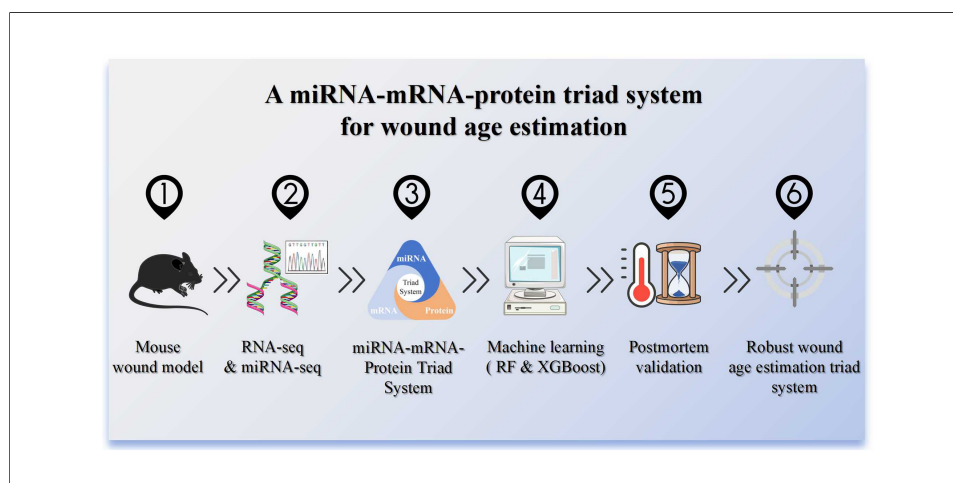 A miRNA-mRNA-protein triad system
for wound age estimation
1
2
3
4
5
6
GTTGGTTGTT
miRNA
Triad
System
mRNA
Protein
Mouse
wound model
RNA-seq
& miRNA-seq
miRNA-mRNA-
Protein Triad
System
Machine learning
( RF & XGBoost)
Postmortem
validation
Robust wound
age estimation triad
system